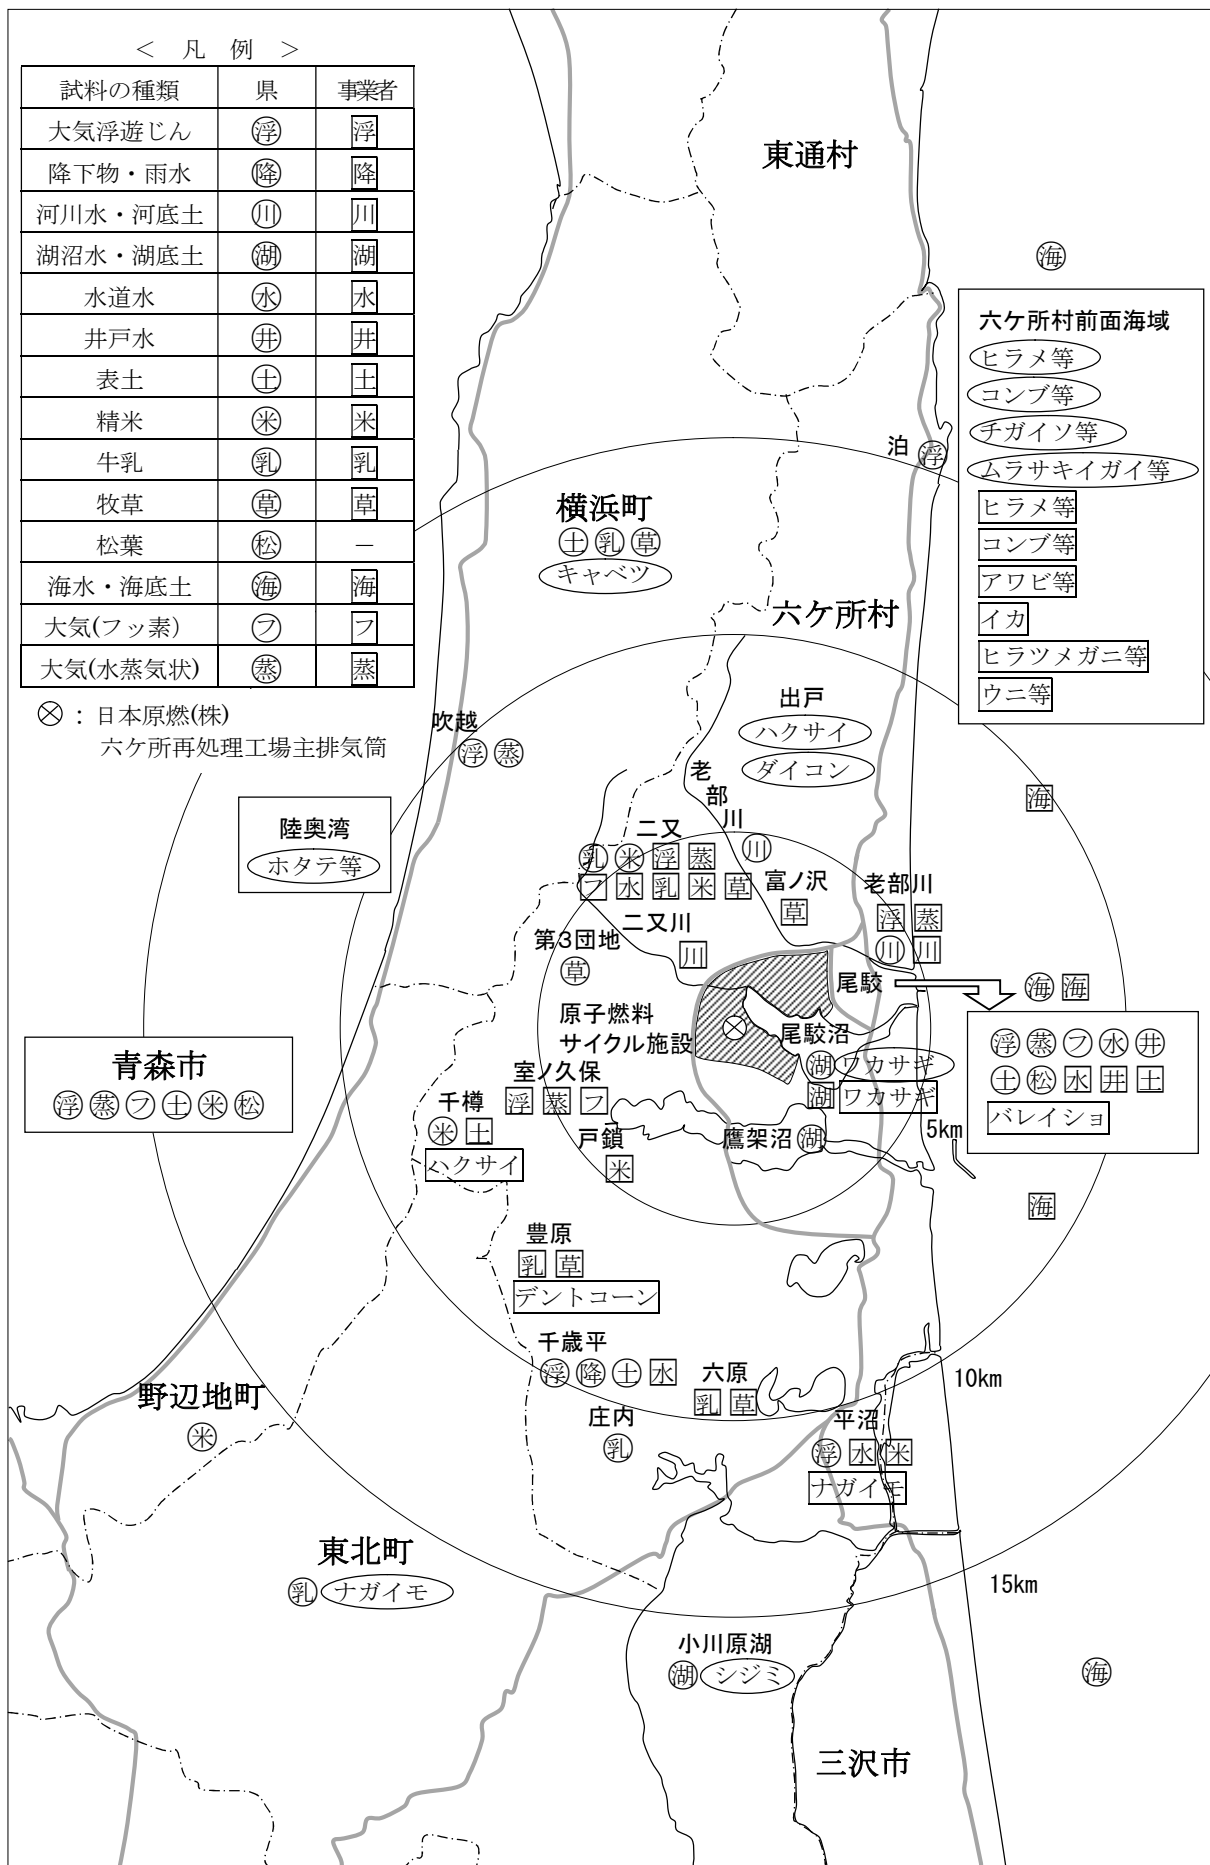 ＜ 凡 例 ＞
試料の種類 県 事業者
大気浮遊じん 浮 浮
降下物・雨水 降 降
河川水・河底土 川 川
湖沼水・湖底土 湖 湖
水道水 水 水
井戸水 井 井
表土 土 土
精米 米 米
牛乳 乳 乳
牧草 草 草
松葉 松 －
海水・海底土 海 海
大気(フッ素) フ フ
大気(水蒸気状) 蒸 蒸
⊗ : 日本原燃(株)
六ケ所再処理工場主排気筒
東通村
海
六ケ所村前面海域
ヒラメ等
コンブ等
チガイソ等
ムラサキイガイ等
ヒラメ等
コンブ等
アワビ等
イカ
ヒラツメガニ等
ウニ等
泊 浮
横浜町
土 乳 草
キャベツ
六ケ所村
吹越
浮 蒸
出戸
ハクサイ
ダイコン
老部川
川
海
陸奥湾
ホタテ等
二又
乳 米 浮 蒸
フ 水 乳 米 草
富ノ沢
草
老部川
浮 蒸
川 川
二又川
川
第3団地
草
尾駮
海 海
浮 蒸 フ 水 井
土 松 水 井 土
バレイショ
原子燃料
サイクル施設
尾駮沼
湖 ワカサギ
湖 ワカサギ
青森市
浮 蒸 フ 土 米 松
室ノ久保
浮 蒸 フ
千樽
米 土
ハクサイ
戸鎖
米
鷹架沼 湖
5km
海
豊原
乳 草
デントコーン
千歳平
浮 降 土 水
六原
乳 草
10km
野辺地町
米
庄内
乳
平沼
浮 水 米
ナガイモ
東北町
乳 ナガイモ
15km
小川原湖
湖 シジミ
海
三沢市